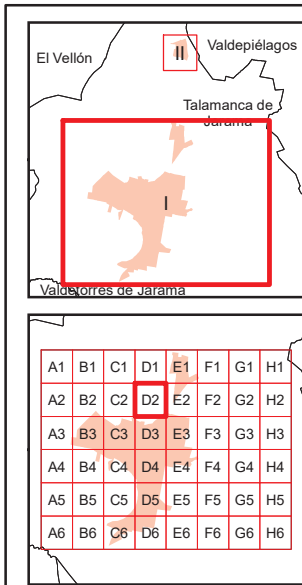 El Vellón
II
Valdepiélagos
Talamanca de
Jarama
I
Valdetorres de Jarama
A1 B1 C1 D1 E1 F1 G1 H1
A2 B2 C2 D2 E2 F2 G2 H2
A3 B3 C3 D3 E3 F3 G3 H3
A4 B4 C4 D4 E4 F4 G4 H4
A5 B5 C5 D5 E5 F5 G5 H5
A6 B6 C6 D6 E6 F6 G6 H6